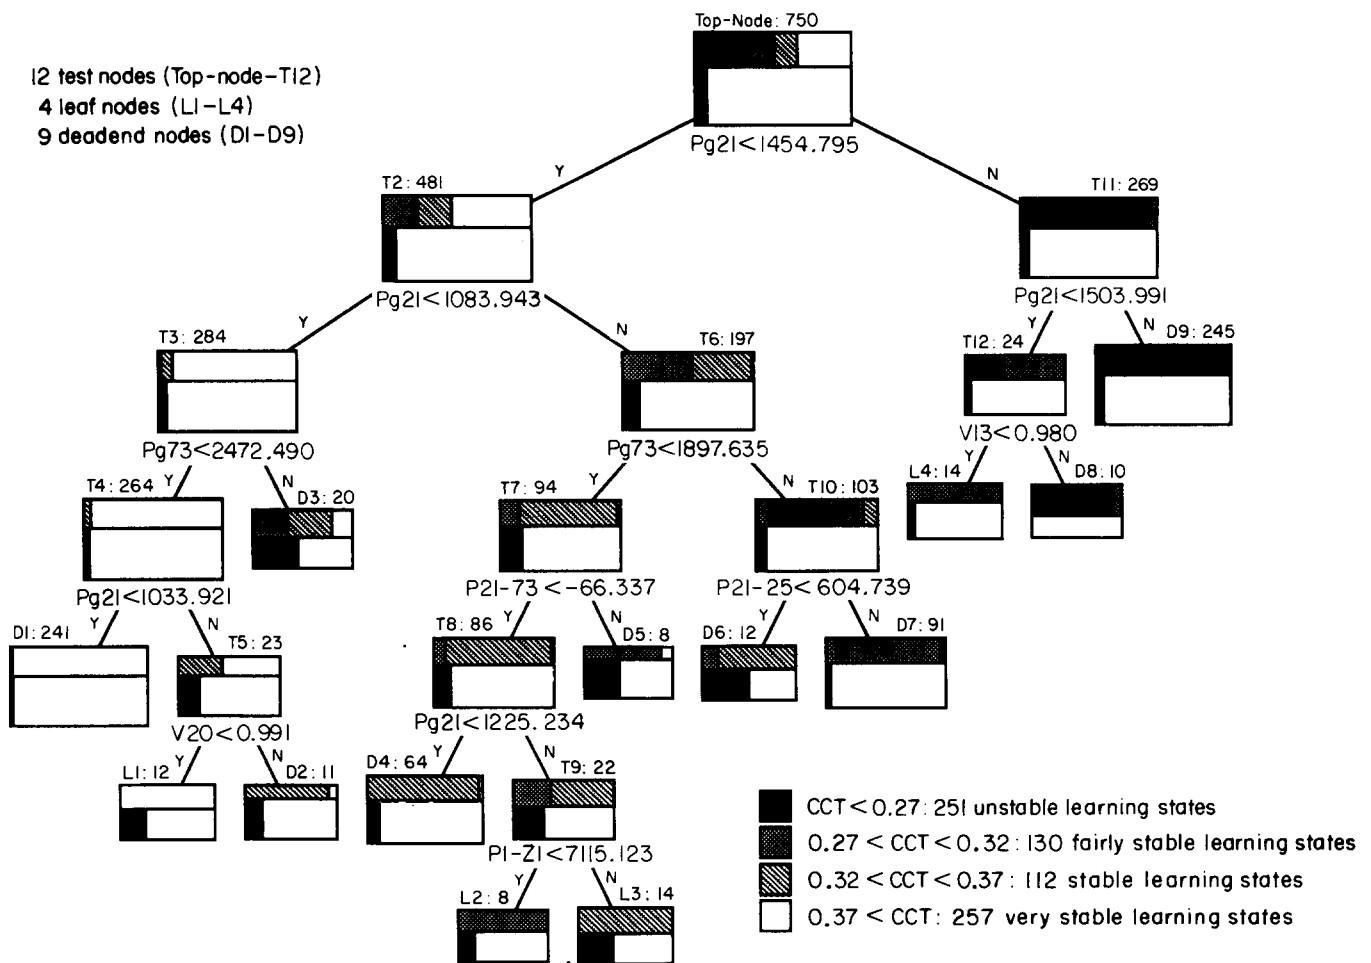 Top-Node: 750
12 test nodes (Top-node-T12)
4 leaf nodes (L1-L4)
9 deadend nodes (D1-D9)
Pg21<1454.795
Y
N
T2: 481
T11: 269
Pg21<1083.943
Pg21<1503.991
Y
N
Y
N
T3: 284
T6: 197
T12: 24
D9: 245
Pg73<2472.490
Pg73<1897.635
V13<0.980
Y
N
Y
N
Y
N
T4: 264
D3: 20
T7: 94
T10: 103
L4: 14
D8: 10
Pg21<1033.921
P21-73<-66.337
P21-25<604.739
Y
N
Y
N
Y
N
D1: 241
T5: 23
T8: 86
D5: 8
D6: 12
D7: 91
V20<0.991
Pg21<1225.234
Y
N
Y
N
L1: 12
D2: 11
D4: 64
T9: 22
P1-Z1<7115.123
Y
N
L2: 8
L3: 14
CCT<0.27: 251 unstable learning states
0.27<CCT<0.32: 130 fairly stable learning states
0.32<CCT<0.37: 112 stable learning states
0.37<CCT: 257 very stable learning states